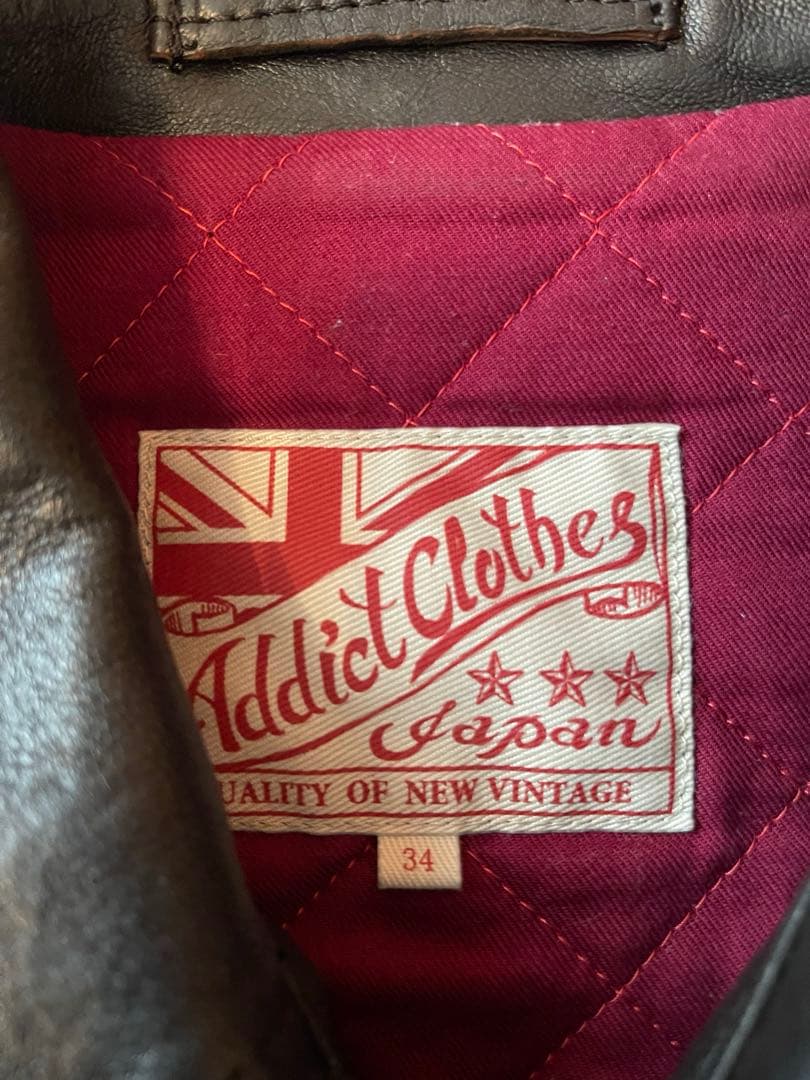 Addict Clothes
Japan
UALITY OF NEW VINTAGE
34